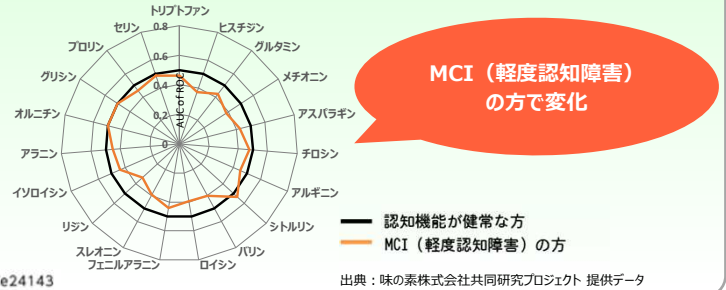 トリプトファン
セリン
ヒスチジン
プロリン
グルタミン
グリシン
メチオニン
オルニチン
アスパラギン
アラニン
チロシン
イソロイシン
アルギニン
リジン
シトルリン
スレオニン
バリン
フェニルアラニン
ロイシン
0.8
0.6
0.4
0.2
0
AUC of ROC
MCI（軽度認知障害）
の方で変化
認知機能が健常な方
MCI（軽度認知障害）の方
出典：味の素株式会社共同研究プロジェクト 提供データ
e24143